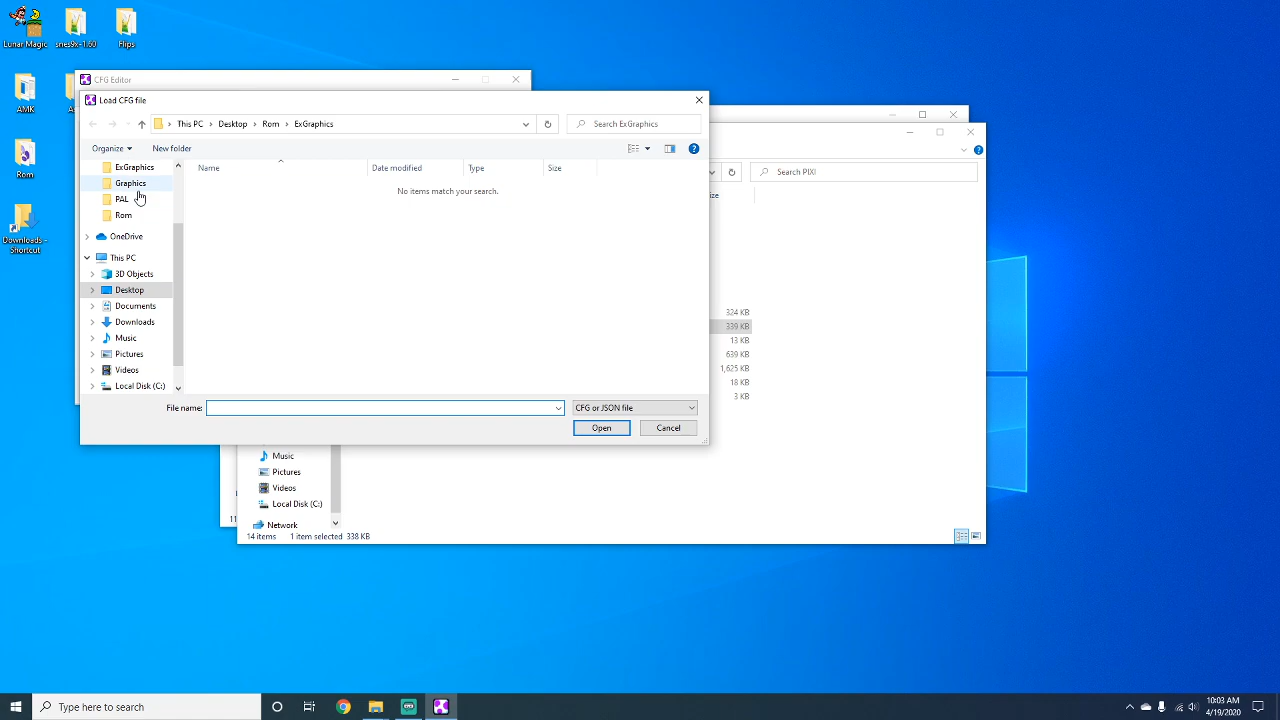 Lunar Magic
snes9x-1.60
Flips
CFG Editor
AMK
Load CFG file
This PC > Desktop > Rom > ExGraphics
Search ExGraphics
Organize
New folder
Search PIXI
ExGraphics
Name
Date modified
Type
Size
Graphics
No items match your search.
PAL
Rom
Rom
Downloads - Shortcut
OneDrive
This PC
3D Objects
Desktop
Documents
Downloads
Music
Pictures
Videos
Local Disk (C:)
324 KB
339 KB
13 KB
639 KB
1,625 KB
18 KB
3 KB
File name:
CFG or JSON file
Open
Cancel
Music
Pictures
Videos
Local Disk (C:)
Network
14 items
1 item selected 338 KB
Type here to search
10:03 AM
4/19/2020